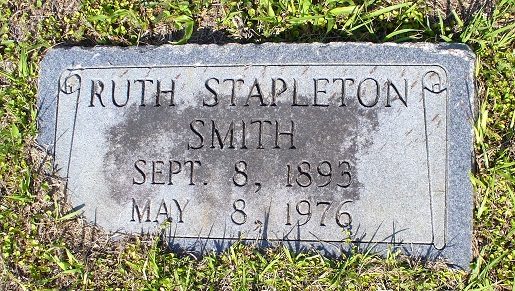 RUTH STAPLETON
SMITH
SEPT. 8, 1893
MAY 8, 1976